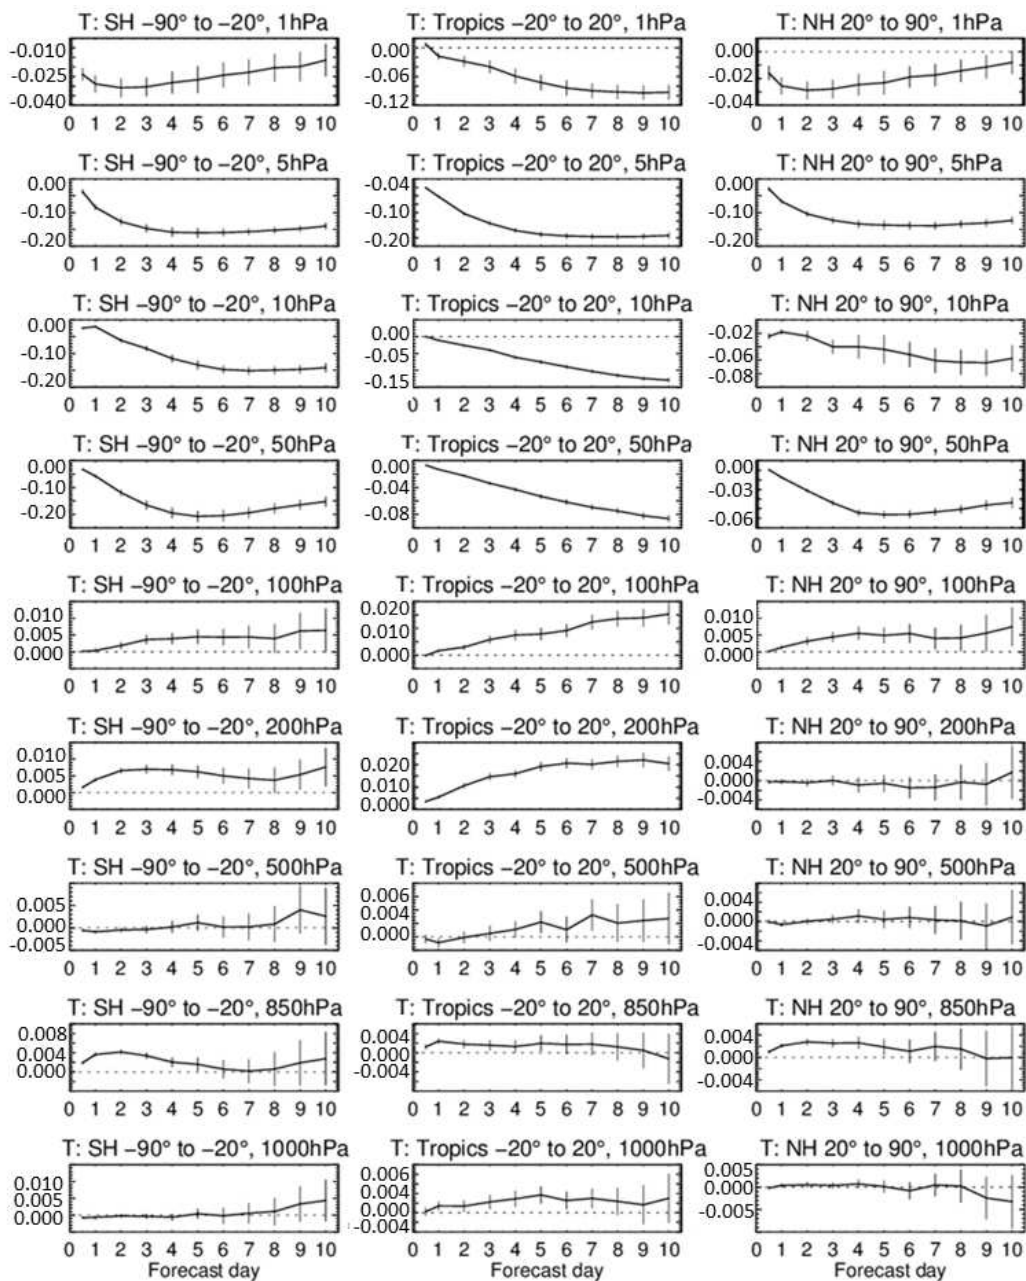 T: SH −90° to −20°, 1hPa
-0.010
-0.025
-0.040
0 1 2 3 4 5 6 7 8 9 10
T: Tropics −20° to 20°, 1hPa
0.00
-0.06
-0.12
0 1 2 3 4 5 6 7 8 9 10
T: NH 20° to 90°, 1hPa
0.00
-0.02
-0.04
0 1 2 3 4 5 6 7 8 9 10
T: SH −90° to −20°, 5hPa
0.00
-0.10
-0.20
0 1 2 3 4 5 6 7 8 9 10
T: Tropics −20° to 20°, 5hPa
-0.04
-0.10
-0.20
0 1 2 3 4 5 6 7 8 9 10
T: NH 20° to 90°, 5hPa
0.00
-0.10
-0.20
0 1 2 3 4 5 6 7 8 9 10
T: SH −90° to −20°, 10hPa
0.00
-0.10
-0.20
0 1 2 3 4 5 6 7 8 9 10
T: Tropics −20° to 20°, 10hPa
0.00
-0.05
-0.15
0 1 2 3 4 5 6 7 8 9 10
T: NH 20° to 90°, 10hPa
-0.02
-0.06
-0.08
0 1 2 3 4 5 6 7 8 9 10
T: SH −90° to −20°, 50hPa
0.00
-0.10
-0.20
0 1 2 3 4 5 6 7 8 9 10
T: Tropics −20° to 20°, 50hPa
0.00
-0.04
-0.08
0 1 2 3 4 5 6 7 8 9 10
T: NH 20° to 90°, 50hPa
0.00
-0.03
-0.06
0 1 2 3 4 5 6 7 8 9 10
T: SH −90° to −20°, 100hPa
0.010
0.005
0.000
0 1 2 3 4 5 6 7 8 9 10
T: Tropics −20° to 20°, 100hPa
0.020
0.010
0.000
0 1 2 3 4 5 6 7 8 9 10
T: NH 20° to 90°, 100hPa
0.010
0.005
0.000
0 1 2 3 4 5 6 7 8 9 10
T: SH −90° to −20°, 200hPa
0.010
0.005
0.000
0 1 2 3 4 5 6 7 8 9 10
T: Tropics −20° to 20°, 200hPa
0.020
0.010
0.000
0 1 2 3 4 5 6 7 8 9 10
T: NH 20° to 90°, 200hPa
0.004
0.000
-0.004
0 1 2 3 4 5 6 7 8 9 10
T: SH −90° to −20°, 500hPa
0.005
0.000
-0.005
0 1 2 3 4 5 6 7 8 9 10
T: Tropics −20° to 20°, 500hPa
0.006
0.004
0.000
0 1 2 3 4 5 6 7 8 9 10
T: NH 20° to 90°, 500hPa
0.004
0.000
-0.004
0 1 2 3 4 5 6 7 8 9 10
T: SH −90° to −20°, 850hPa
0.008
0.004
0.000
0 1 2 3 4 5 6 7 8 9 10
T: Tropics −20° to 20°, 850hPa
0.004
0.000
-0.004
0 1 2 3 4 5 6 7 8 9 10
T: NH 20° to 90°, 850hPa
0.004
0.000
-0.004
0 1 2 3 4 5 6 7 8 9 10
T: SH −90° to −20°, 1000hPa
0.010
0.005
0.000
0 1 2 3 4 5 6 7 8 9 10
Forecast day
T: Tropics −20° to 20°, 1000hPa
0.008
0.004
0.000
-0.004
0 1 2 3 4 5 6 7 8 9 10
Forecast day
T: NH 20° to 90°, 1000hPa
0.005
0.000
-0.005
0 1 2 3 4 5 6 7 8 9 10
Forecast day